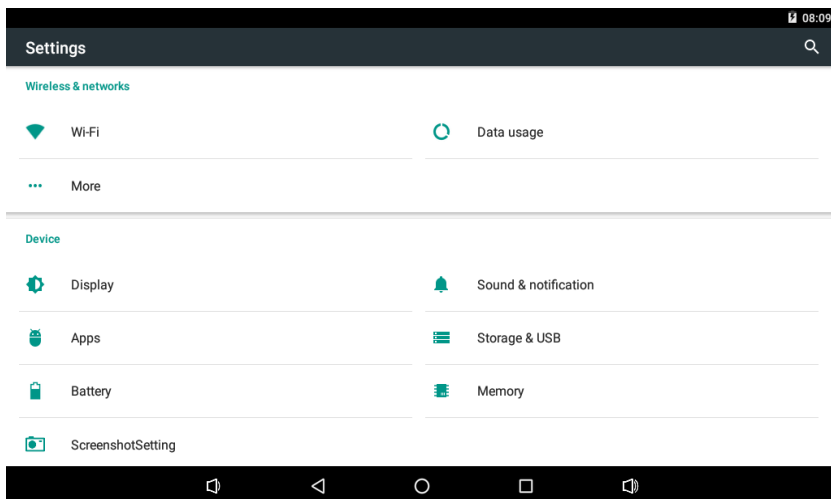 08:09
Settings
Wireless & networks
Wi-Fi
Data usage
More
Device
Display
Sound & notification
Apps
Storage & USB
Battery
Memory
ScreenshotSetting